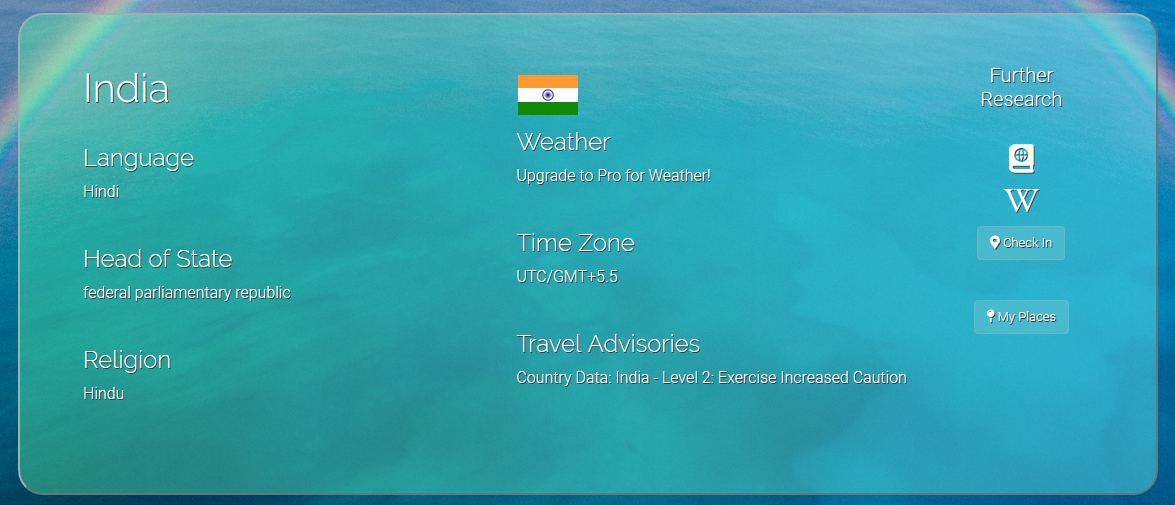 India
Language
Hindi
Head of State
federal parliamentary republic
Religion
Hindu
Weather
Upgrade to Pro for Weather!
Time Zone
UTC/GMT+5.5
Travel Advisories
Country Data: India - Level 2: Exercise Increased Caution
Further
Research
W
Check In
My Places